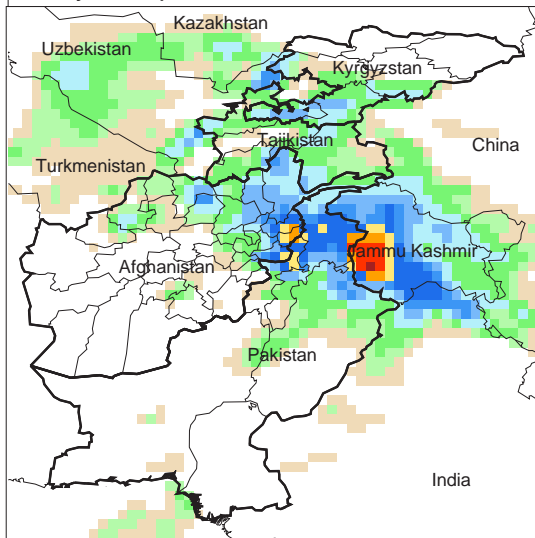 Kazakhstan
Uzbekistan
Kyrgyzstan
Tajikistan
China
Turkmenistan
Jammu Kashmir
Afghanistan
Pakistan
India